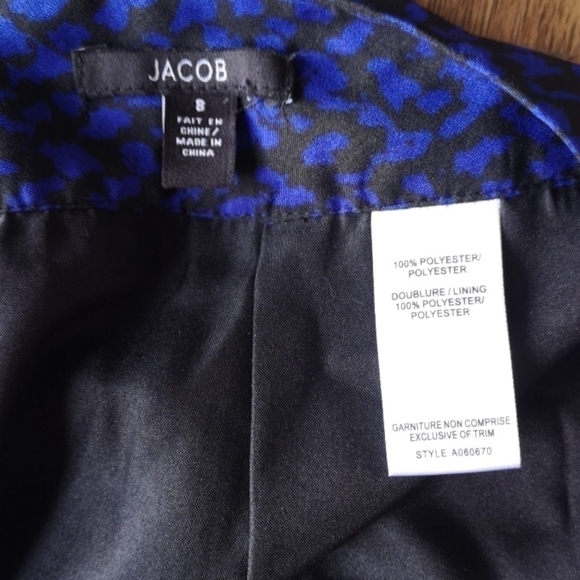 JACOB
8
FAIT EN
CHINE/
MADE IN
CHINA
100% POLYESTER/
POLYESTER
DOUBLURE / LINING
100% POLYESTER/
POLYESTER
GARNITURE NON COMPRISE
EXCLUSIVE OF TRIM
STYLE A060670